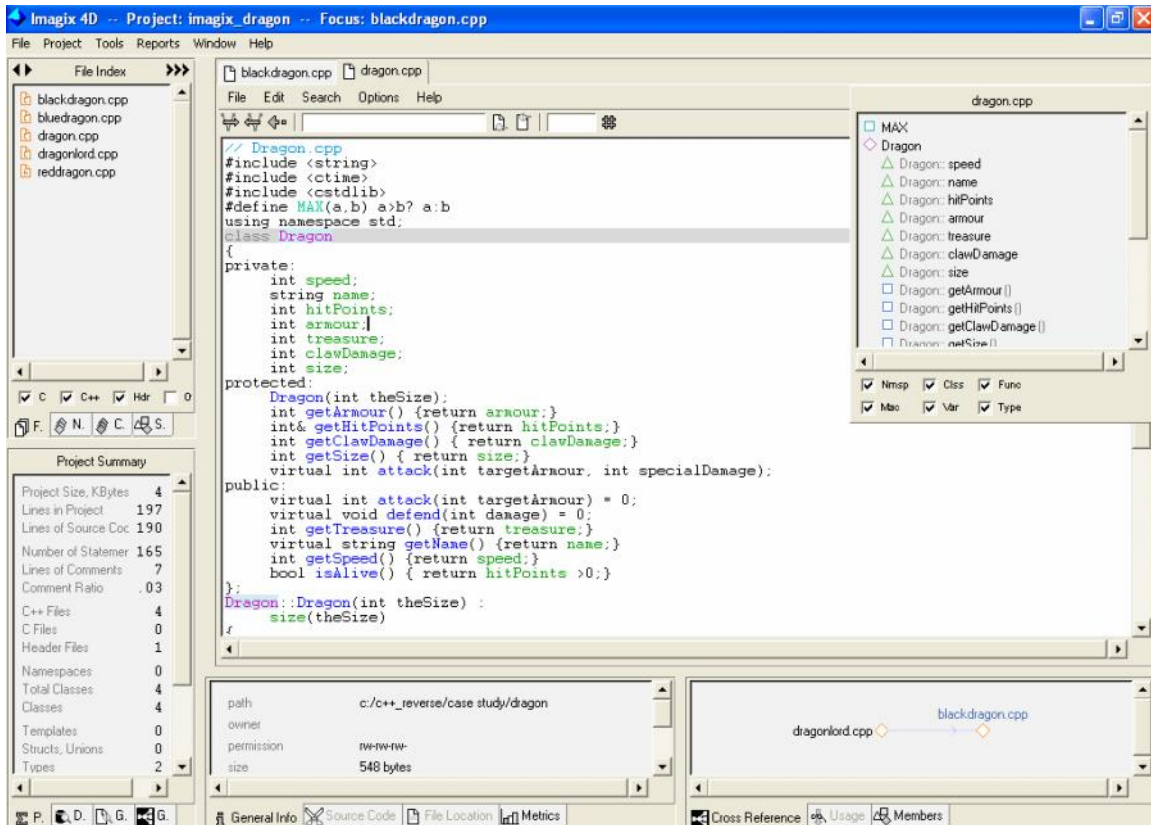 Imagix 4D -- Project: imagix_dragon -- Focus: blackdragon.cpp
File Project Tools Reports Window Help
File Index >>>
blackdragon.cpp
bluedragon.cpp
dragon.cpp
dragonlord.cpp
reddragon.cpp
C C++ Hdr O
F. N. C. S.
Project Summary
Project Size, KBytes 4
Lines in Project 197
Lines of Source Coc 190
Number of Statemer 165
Lines of Comments 7
Comment Ratio .03
C++ Files 4
C Files 0
Header Files 1
Namespaces 0
Total Classes 4
Classes 4
Templates 0
Structs, Unions 0
Types 2
P. D. G. G.
blackdragon.cpp dragon.cpp
File Edit Search Options Help
// Dragon.cpp
#include <string>
#include <ctime>
#include <cstdlib>
#define MAX(a,b) a>b? a:b
using namespace std;
class Dragon
{
private:
int speed;
string name;
int hitPoints;
int armour;
int treasure;
int clawDamage;
int size;
protected:
Dragon(int theSize);
int getArmour() {return armour;}
int& getHitPoints() {return hitPoints;}
int getClawDamage() { return clawDamage;}
int getSize() { return size;}
virtual int attack(int targetArmour, int specialDamage);
public:
virtual int attack(int targetArmour) = 0;
virtual void defend(int damage) = 0;
int getTreasure() {return treasure;}
virtual string getName() {return name;}
int getSpeed() {return speed;}
bool isAlive() { return hitPoints >0;}
};
Dragon::Dragon(int theSize) :
size(theSize)
{
dragon.cpp
MAX
Dragon
Dragon:: speed
Dragon:: name
Dragon:: hitPoints
Dragon:: armour
Dragon:: treasure
Dragon:: clawDamage
Dragon:: size
Dragon:: getArmour()
Dragon:: getHitPoints()
Dragon:: getClawDamage()
Dragon:: getSize()
Nmsp Clss Func
Mac Var Type
path c:/c++_reverse/case study/dragon
owner
permission rw-rw-rw-
size 548 bytes
General Info Source Code File Location Metrics
dragonlord.cpp blackdragon.cpp
Cross Reference Usage Members